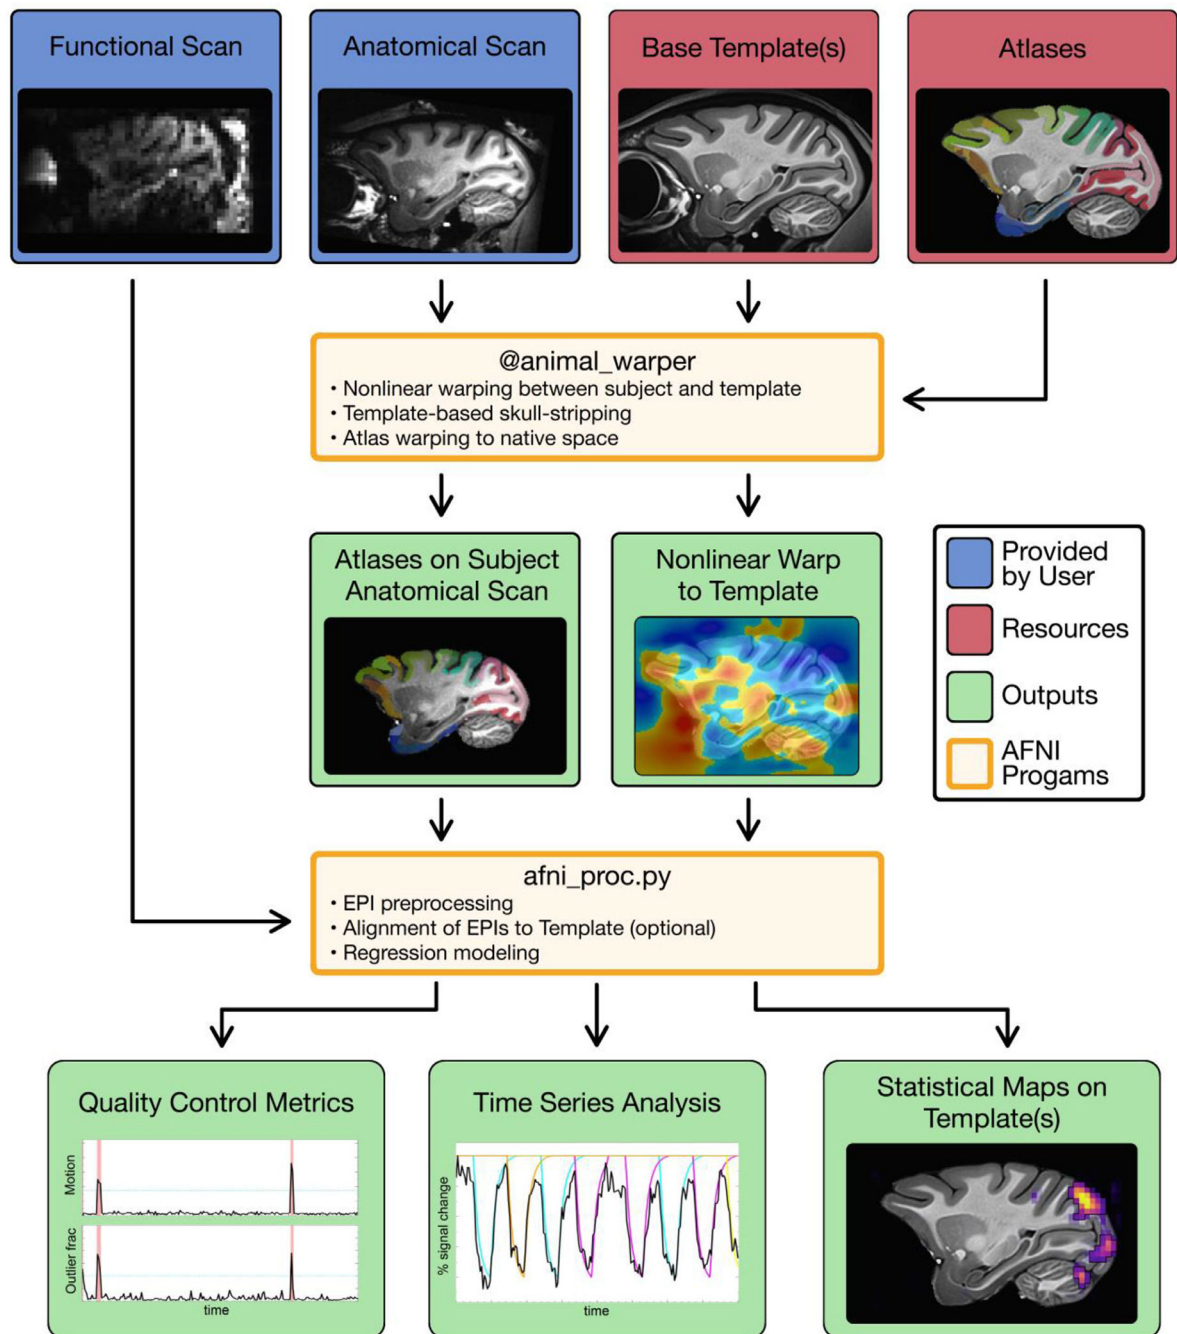 Functional Scan
Anatomical Scan
Base Template(s)
Atlases
@animal_warper
• Nonlinear warping between subject and template
• Template-based skull-stripping
• Atlas warping to native space
Atlases on Subject
Anatomical Scan
Nonlinear Warp
to Template
Provided
by User
Resources
Outputs
AFNI
Progams
afni_proc.py
• EPI preprocessing
• Alignment of EPIs to Template (optional)
• Regression modeling
Quality Control Metrics
Motion
Outlier frac
time
Time Series Analysis
% signal change
time
Statistical Maps on
Template(s)